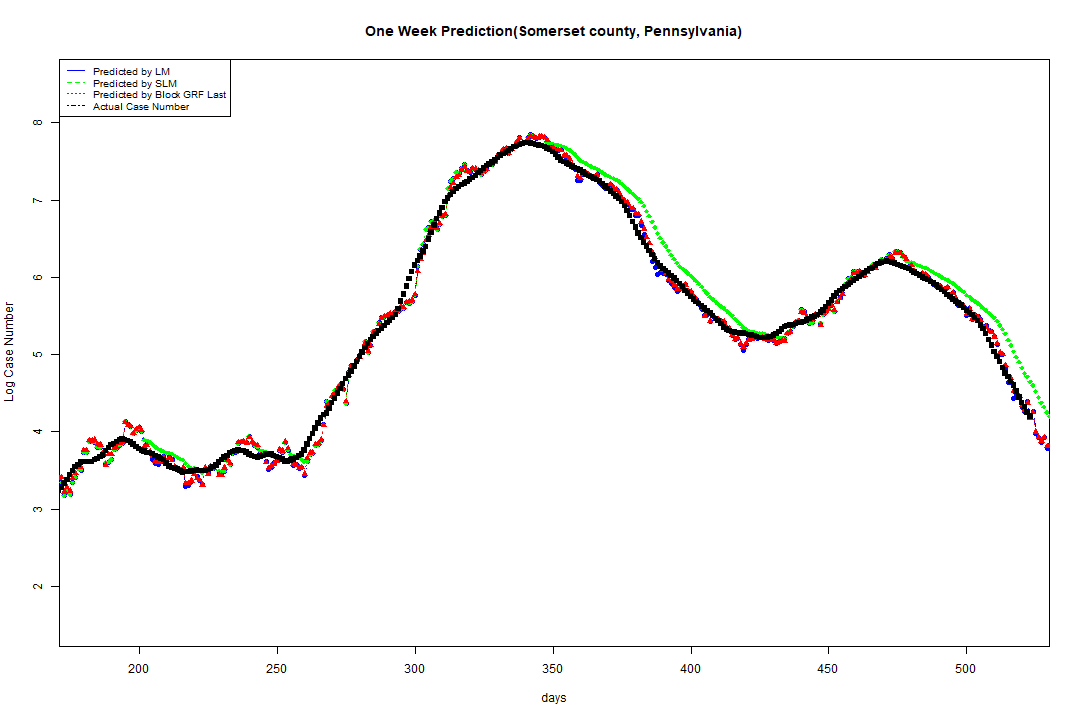 One Week Prediction(Somerset county, Pennsylvania)
Predicted by LM
Predicted by SLM
Predicted by Block GRF Last
Actual Case Number
8
7
6
5
4
3
2
Log Case Number
200 250 300 350 400 450 500
days